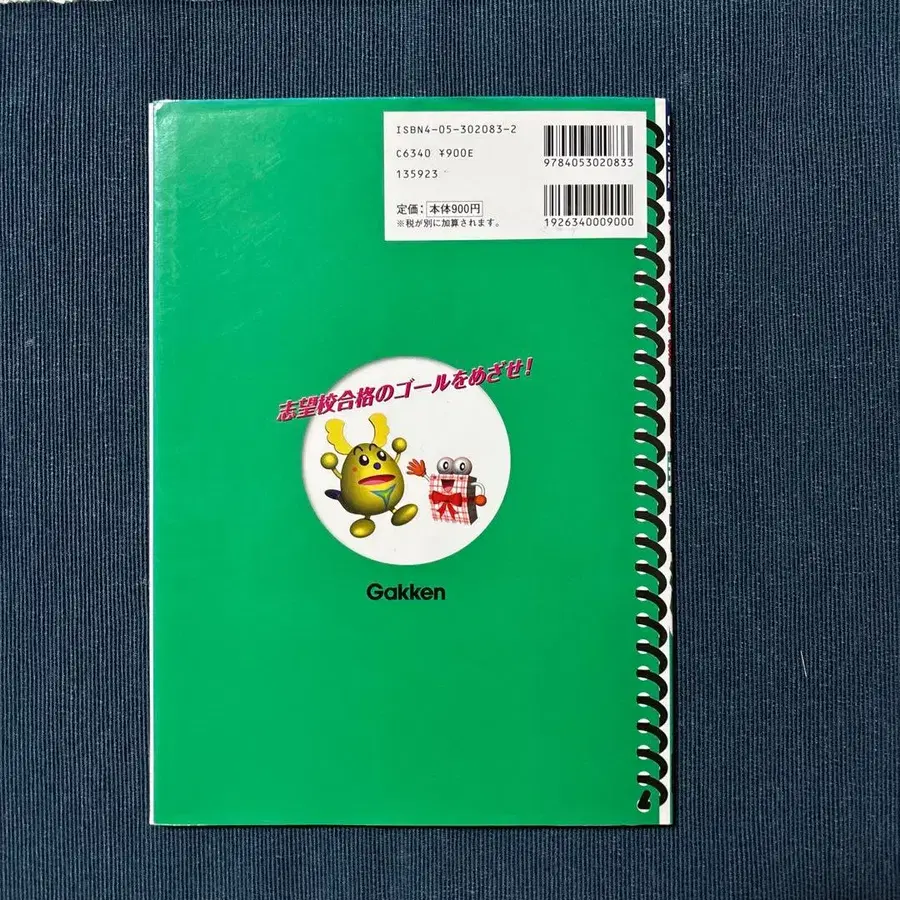 ISBN4-05-302083-2
C6340 ¥900E
135923
定価：本体900円
※税が別に加算されます。
9784053020833
1926340009000
志望校合格のゴールをめざせ！
Gakken